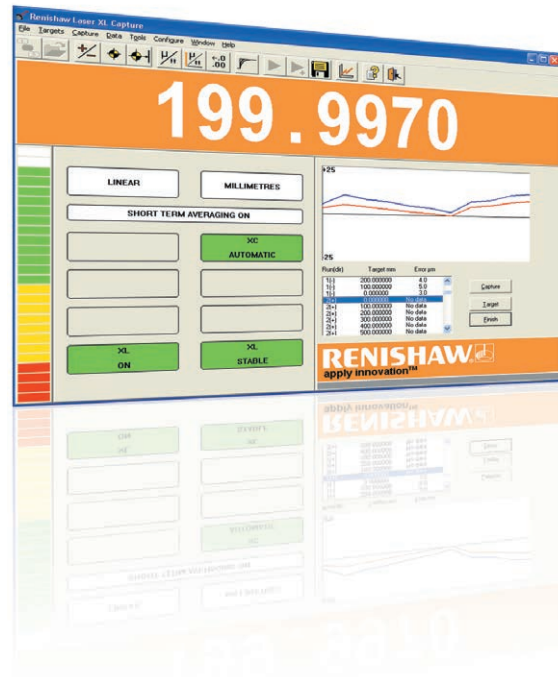 Renishaw Laser XL Capture
File Targets Capture Data Tools Configure Window Help
199.9970
LINEAR
MILLIMETRES
SHORT TERM AVERAGING ON
XC
AUTOMATIC
XL
ON
XL
STABLE
+25
-25
Run(dir) Target mm Error µm
1(-) 200.000000 4.0
1(-) 100.000000 5.0
1(-) 0.000000 3.0
2(+) 0.000000 No data
2(+) 100.000000 No data
2(+) 200.000000 No data
2(+) 300.000000 No data
2(+) 400.000000 No data
2(+) 500.000000 No data
Capture
Target
Finish
RENISHAW
apply innovation™